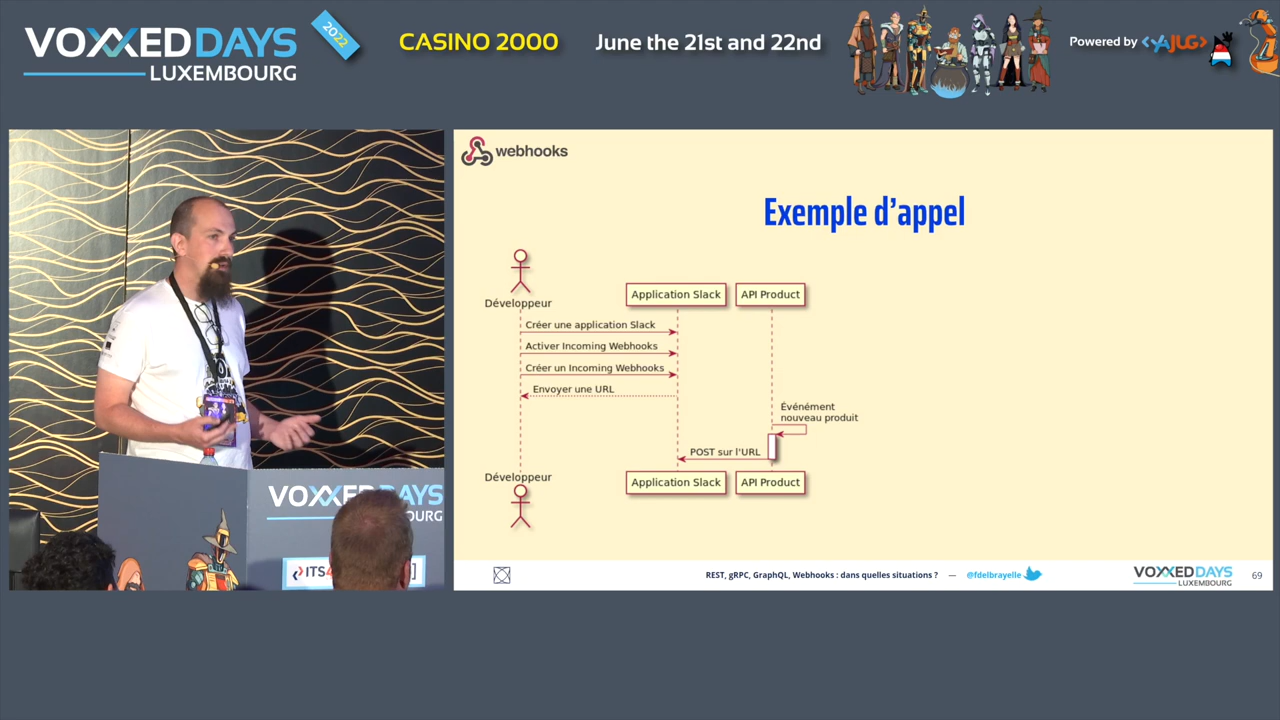 VOXXED DAYS
LUXEMBOURG
2022
CASINO 2000
June the 21st and 22nd
Powered by <YAJUG>
webhooks
Exemple d'appel
Développeur
Application Slack
API Product
Créer une application Slack
Activer Incoming Webhooks
Créer un Incoming Webhooks
Envoyer une URL
Événément
nouveau produit
POST sur l'URL
Développeur
Application Slack
API Product
REST, gRPC, GraphQL, Webhooks : dans quelles situations ? — @fdelbrayelle
VOXXED DAYS
LUXEMBOURG
69
VOXXED DAYS
OURG
ITS4